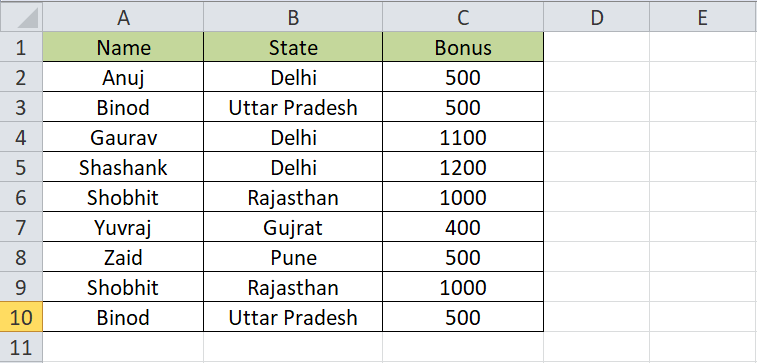 A B C D E
1 Name State Bonus
2 Anuj Delhi 500
3 Binod Uttar Pradesh 500
4 Gaurav Delhi 1100
5 Shashank Delhi 1200
6 Shobhit Rajasthan 1000
7 Yuvraj Gujrat 400
8 Zaid Pune 500
9 Shobhit Rajasthan 1000
10 Binod Uttar Pradesh 500
11